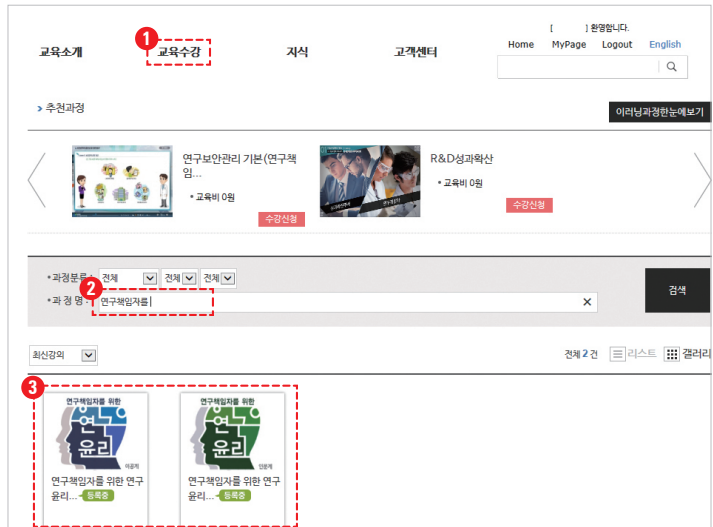 [ ] 환영합니다.
Home MyPage Logout English
교육소개 1 교육수강 지식 고객센터
> 추천과정
이러닝과정한눈에보기
연구보안관리 기본(연구책
임...
• 교육비 0원
수강신청
R&D성과확산
• 교육비 0원
수강신청
•과정분류 : 전체 전체 전체
2
•과 정 명 : 연구책임자를
검색
최신강의
전체 2 건 리스트 갤러리
3
연구책임자를 위한
연구
윤리
이공계
연구책임자를 위한 연구
윤리... 등록중
연구책임자를 위한
연구
윤리
인문계
연구책임자를 위한 연구
윤리... 등록중